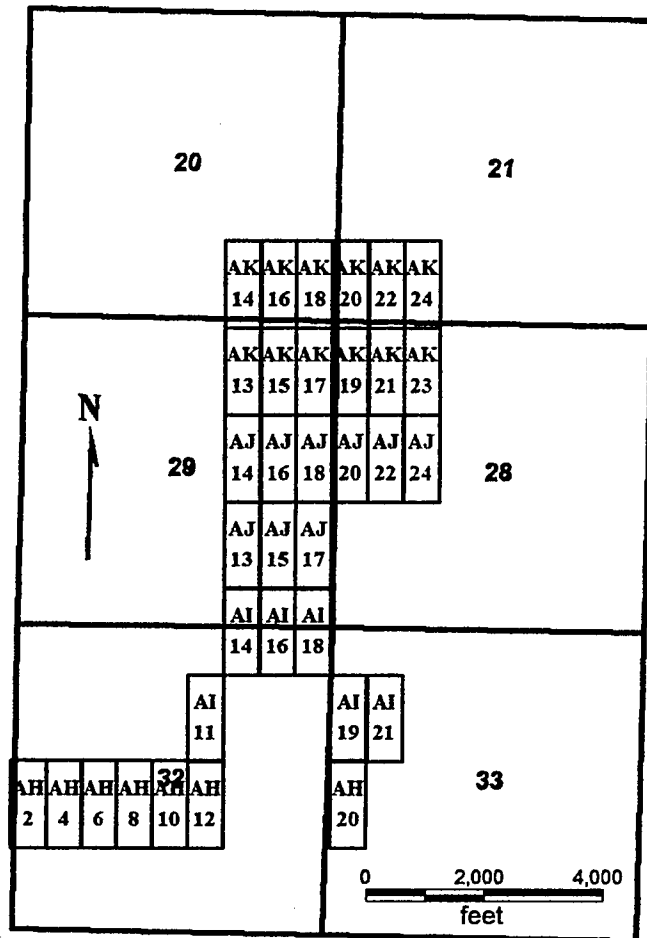 20
21
AK AK AK AK AK AK
14 16 18 20 22 24
AK AK AK AK AK AK
13 15 17 19 21 23
N
AJ AJ AJ AJ AJ AJ
14 16 18 20 22 24
29
28
AJ AJ AJ
13 15 17
AI AI AI
14 16 18
AI AI AI
11 19 21
32
33
AH AH AH AH AH AH AH
2 4 6 8 10 12 20
0 2,000 4,000
feet